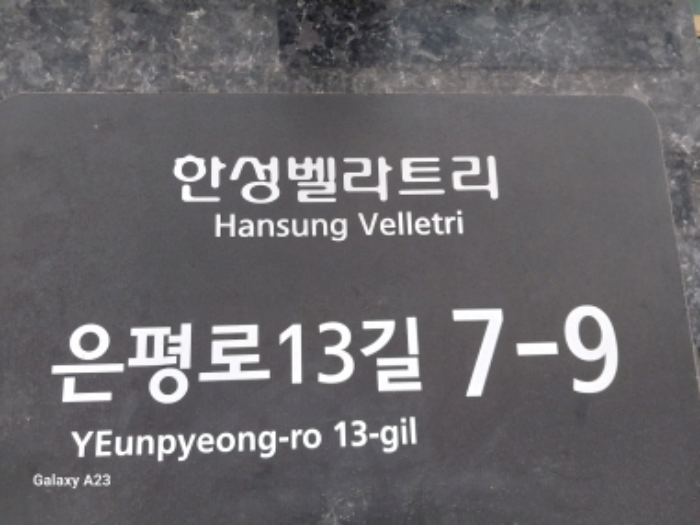 한성벨라트리
Hansung Velletri
은평로13길 7-9
YEunpyeong-ro 13-gil
Galaxy A23